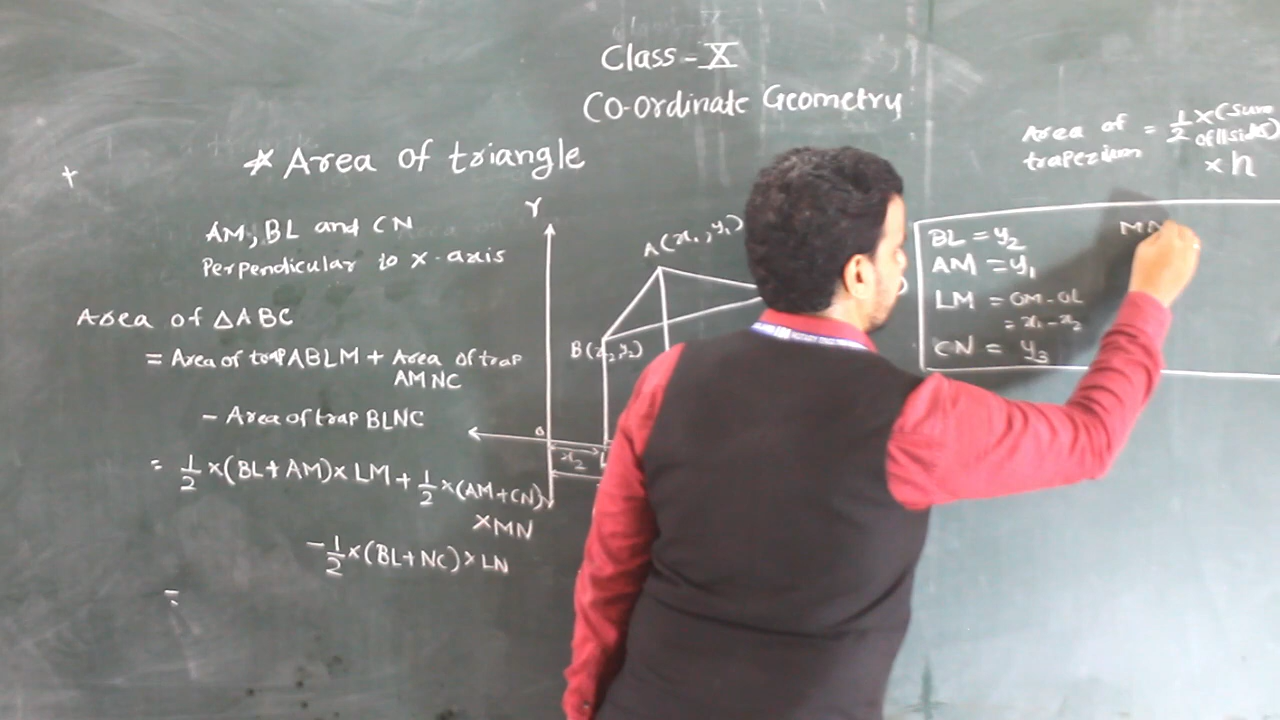 Class - X
Co-ordinate Geometry
* Area of triangle
AM, BL and CN
Perpendicular to x-axis
Area of ΔABC
= Area of trap ABLM + Area of trap
AMNC
- Area of trap BLNC
= 1/2 × (BL + AM) × LM + 1/2 × (AM + CN)
× MN
- 1/2 × (BL + NC) × LN
=
Y
A(x₁, y₁)
B(x₂, y₂)
O
x₂
L
Area of trapezium = 1/2 × (Sum of ||sides)
× h
BL = y₂
AM = y₁
LM = OM - OL
= x₁ - x₂
CN = y₃
MN